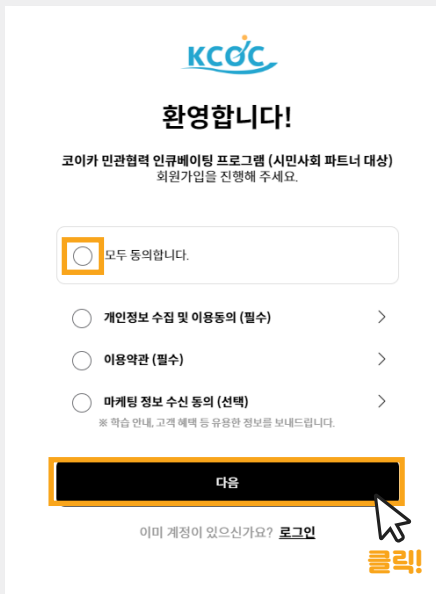 KCOC
환영합니다!
코이카 민관협력 인큐베이팅 프로그램 (시민사회 파트너 대상)
회원가입을 진행해 주세요.
모두 동의합니다.
개인정보 수집 및 이용동의 (필수)
이용약관 (필수)
마케팅 정보 수신 동의 (선택)
※ 학습 안내, 고객 혜택 등 유용한 정보를 보내드립니다.
다음
이미 계정이 있으신가요? 로그인
클릭!